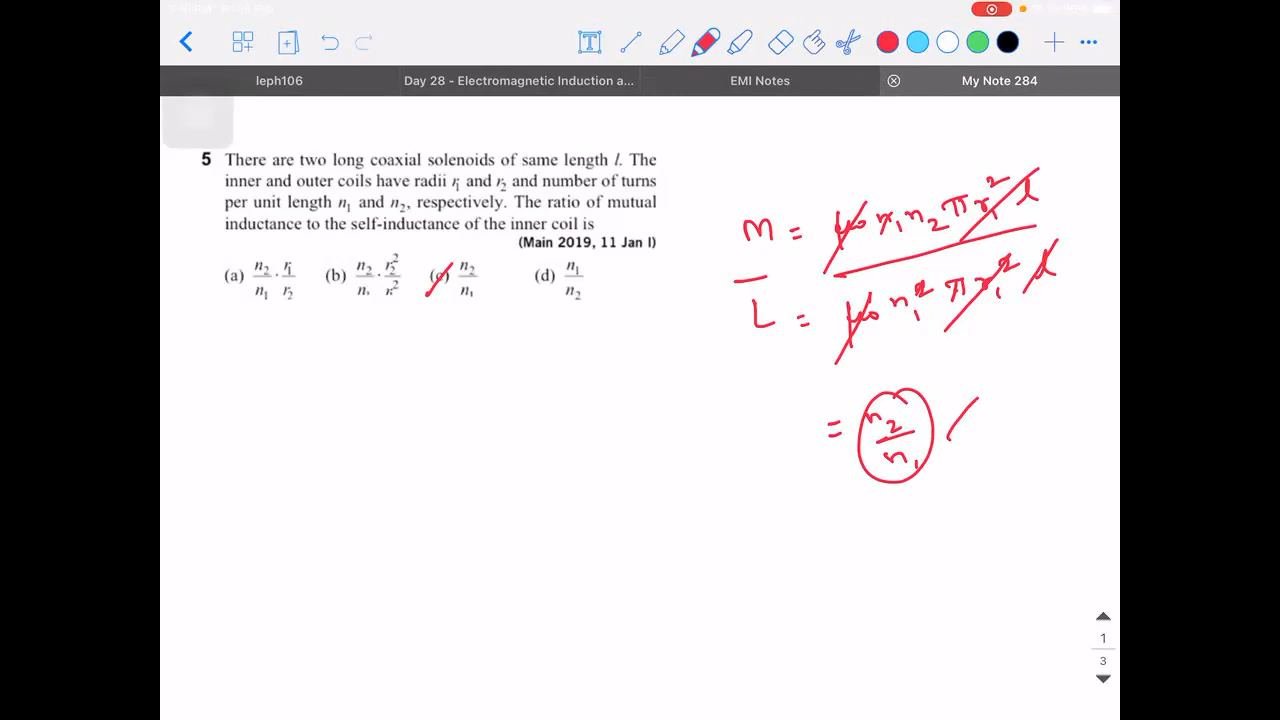 leph106
Day 28 - Electromagnetic Induction a...
EMI Notes
My Note 284
5 There are two long coaxial solenoids of same length l. The
inner and outer coils have radii r₁ and r₂ and number of turns
per unit length n₁ and n₂, respectively. The ratio of mutual
inductance to the self-inductance of the inner coil is
(Main 2019, 11 Jan I)
(a) n₂/n₁ · r₁/r₂ (b) n₂/n₁ · r₂²/r₁² (c) n₂/n₁ (d) n₁/n₂
M = μ₀ n₁ n₂ π r₁² l
L = μ₀ n₁² π r₁² l
= n₂/n₁
1
3